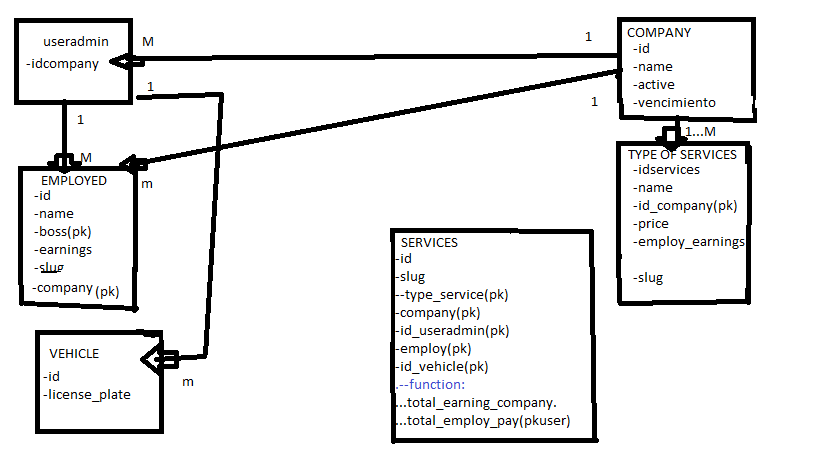 useradmin
-idcompany
M
1
COMPANY
-id
-name
-active
-vencimiento
1
1
1
M
1...M
m
EMPLOYED
-id
-name
-boss(pk)
-earnings
-slug
-company (pk)
TYPE OF SERVICES
-idservices
-name
-id_company(pk)
-price
-employ_earnings
-slug
SERVICES
-id
-slug
--type_service(pk)
-company(pk)
-id_useradmin(pk)
-employ(pk)
-id_vehicle(pk)
.--function:
...total_earning_company.
...total_employ_pay(pkuser)
VEHICLE
-id
-license_plate
m